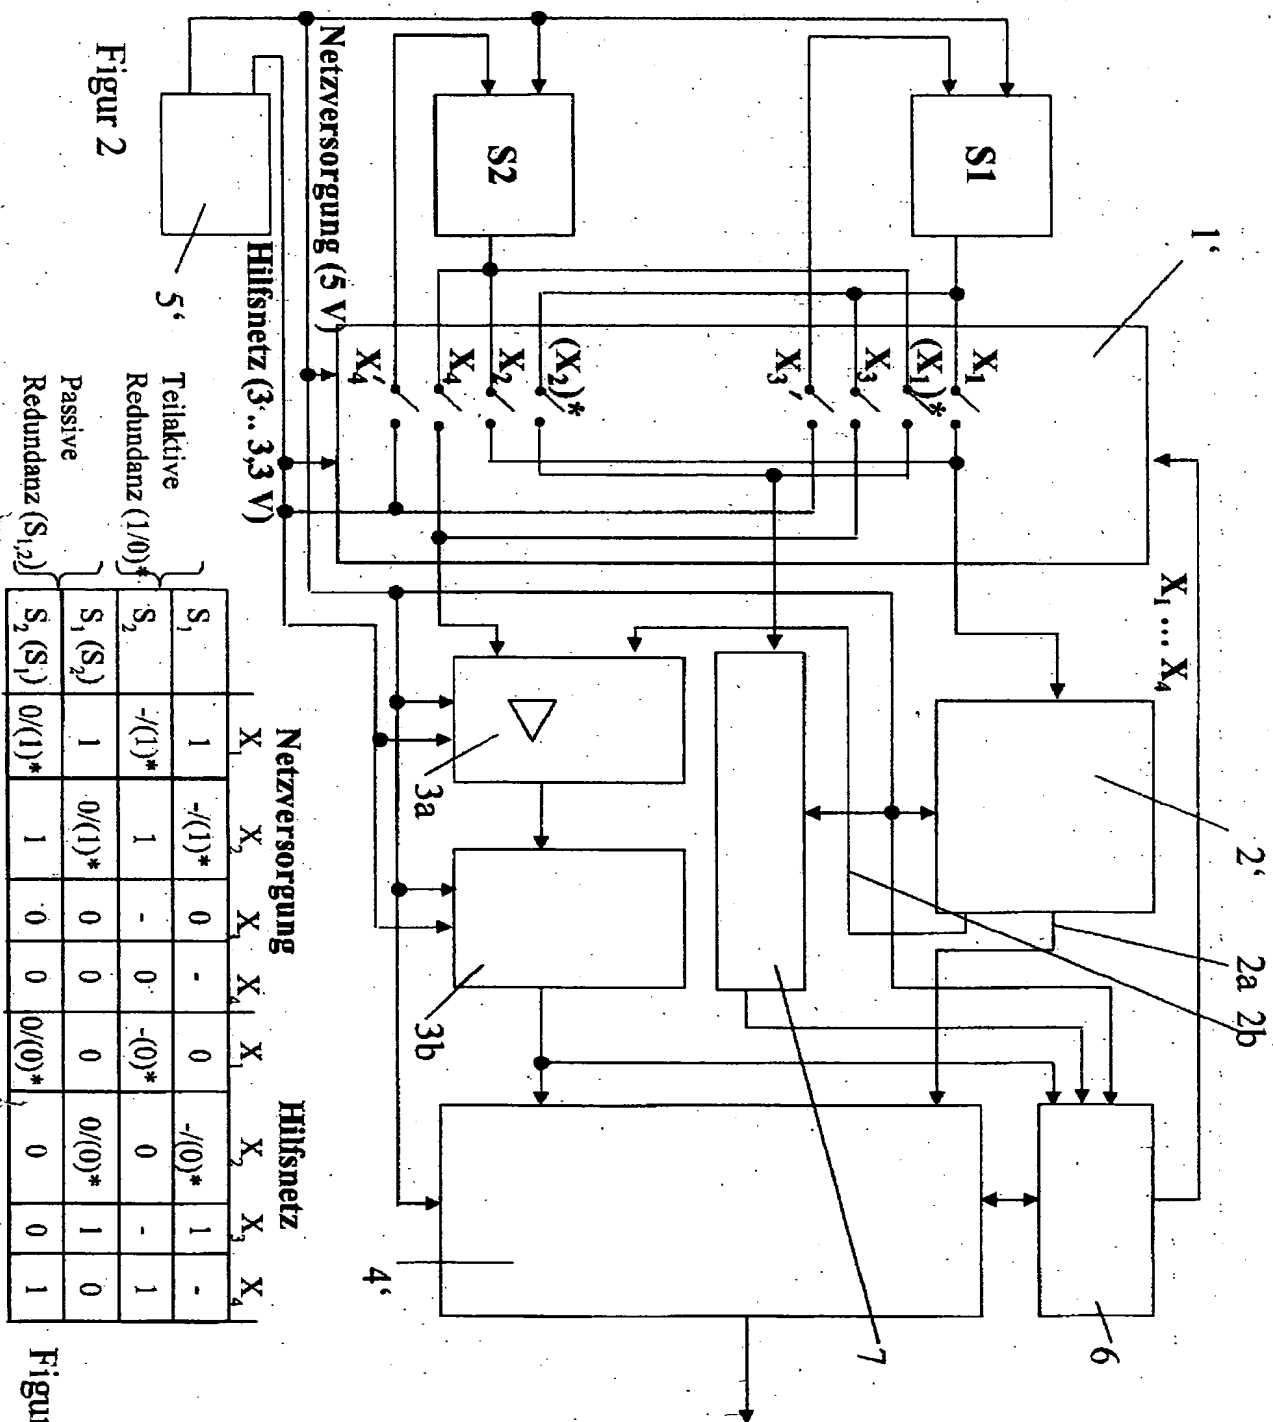 1‘
2‘
2a
2b
S1
S2
X1
(X1)*
X3
X3′
(X2)*
X2
X4
X4′
X1 ... X4
6
7
3a
3b
4‘
5‘
Netzversorgung (5 V)
Hilfsnetz (3 .. 3,3 V)
Figur 2
Netzversorgung Hilfsnetz
X1 X2 X3 X4 X1 X2 X3 X4
Teilaktive
Redundanz (1/0)*
S1 1 -/(1)* 0 - 0 -/(0)* 1 -
S2 -/(1)* 1 - 0 -(0)* 0 - 1
Passive
Redundanz (S1,2)
S1 (S2) 1 0/(1)* 0 0 0 0/(0)* 1 0
S2 (S1) 0/(1)* 1 0 0 0/(0)* 0 0 1